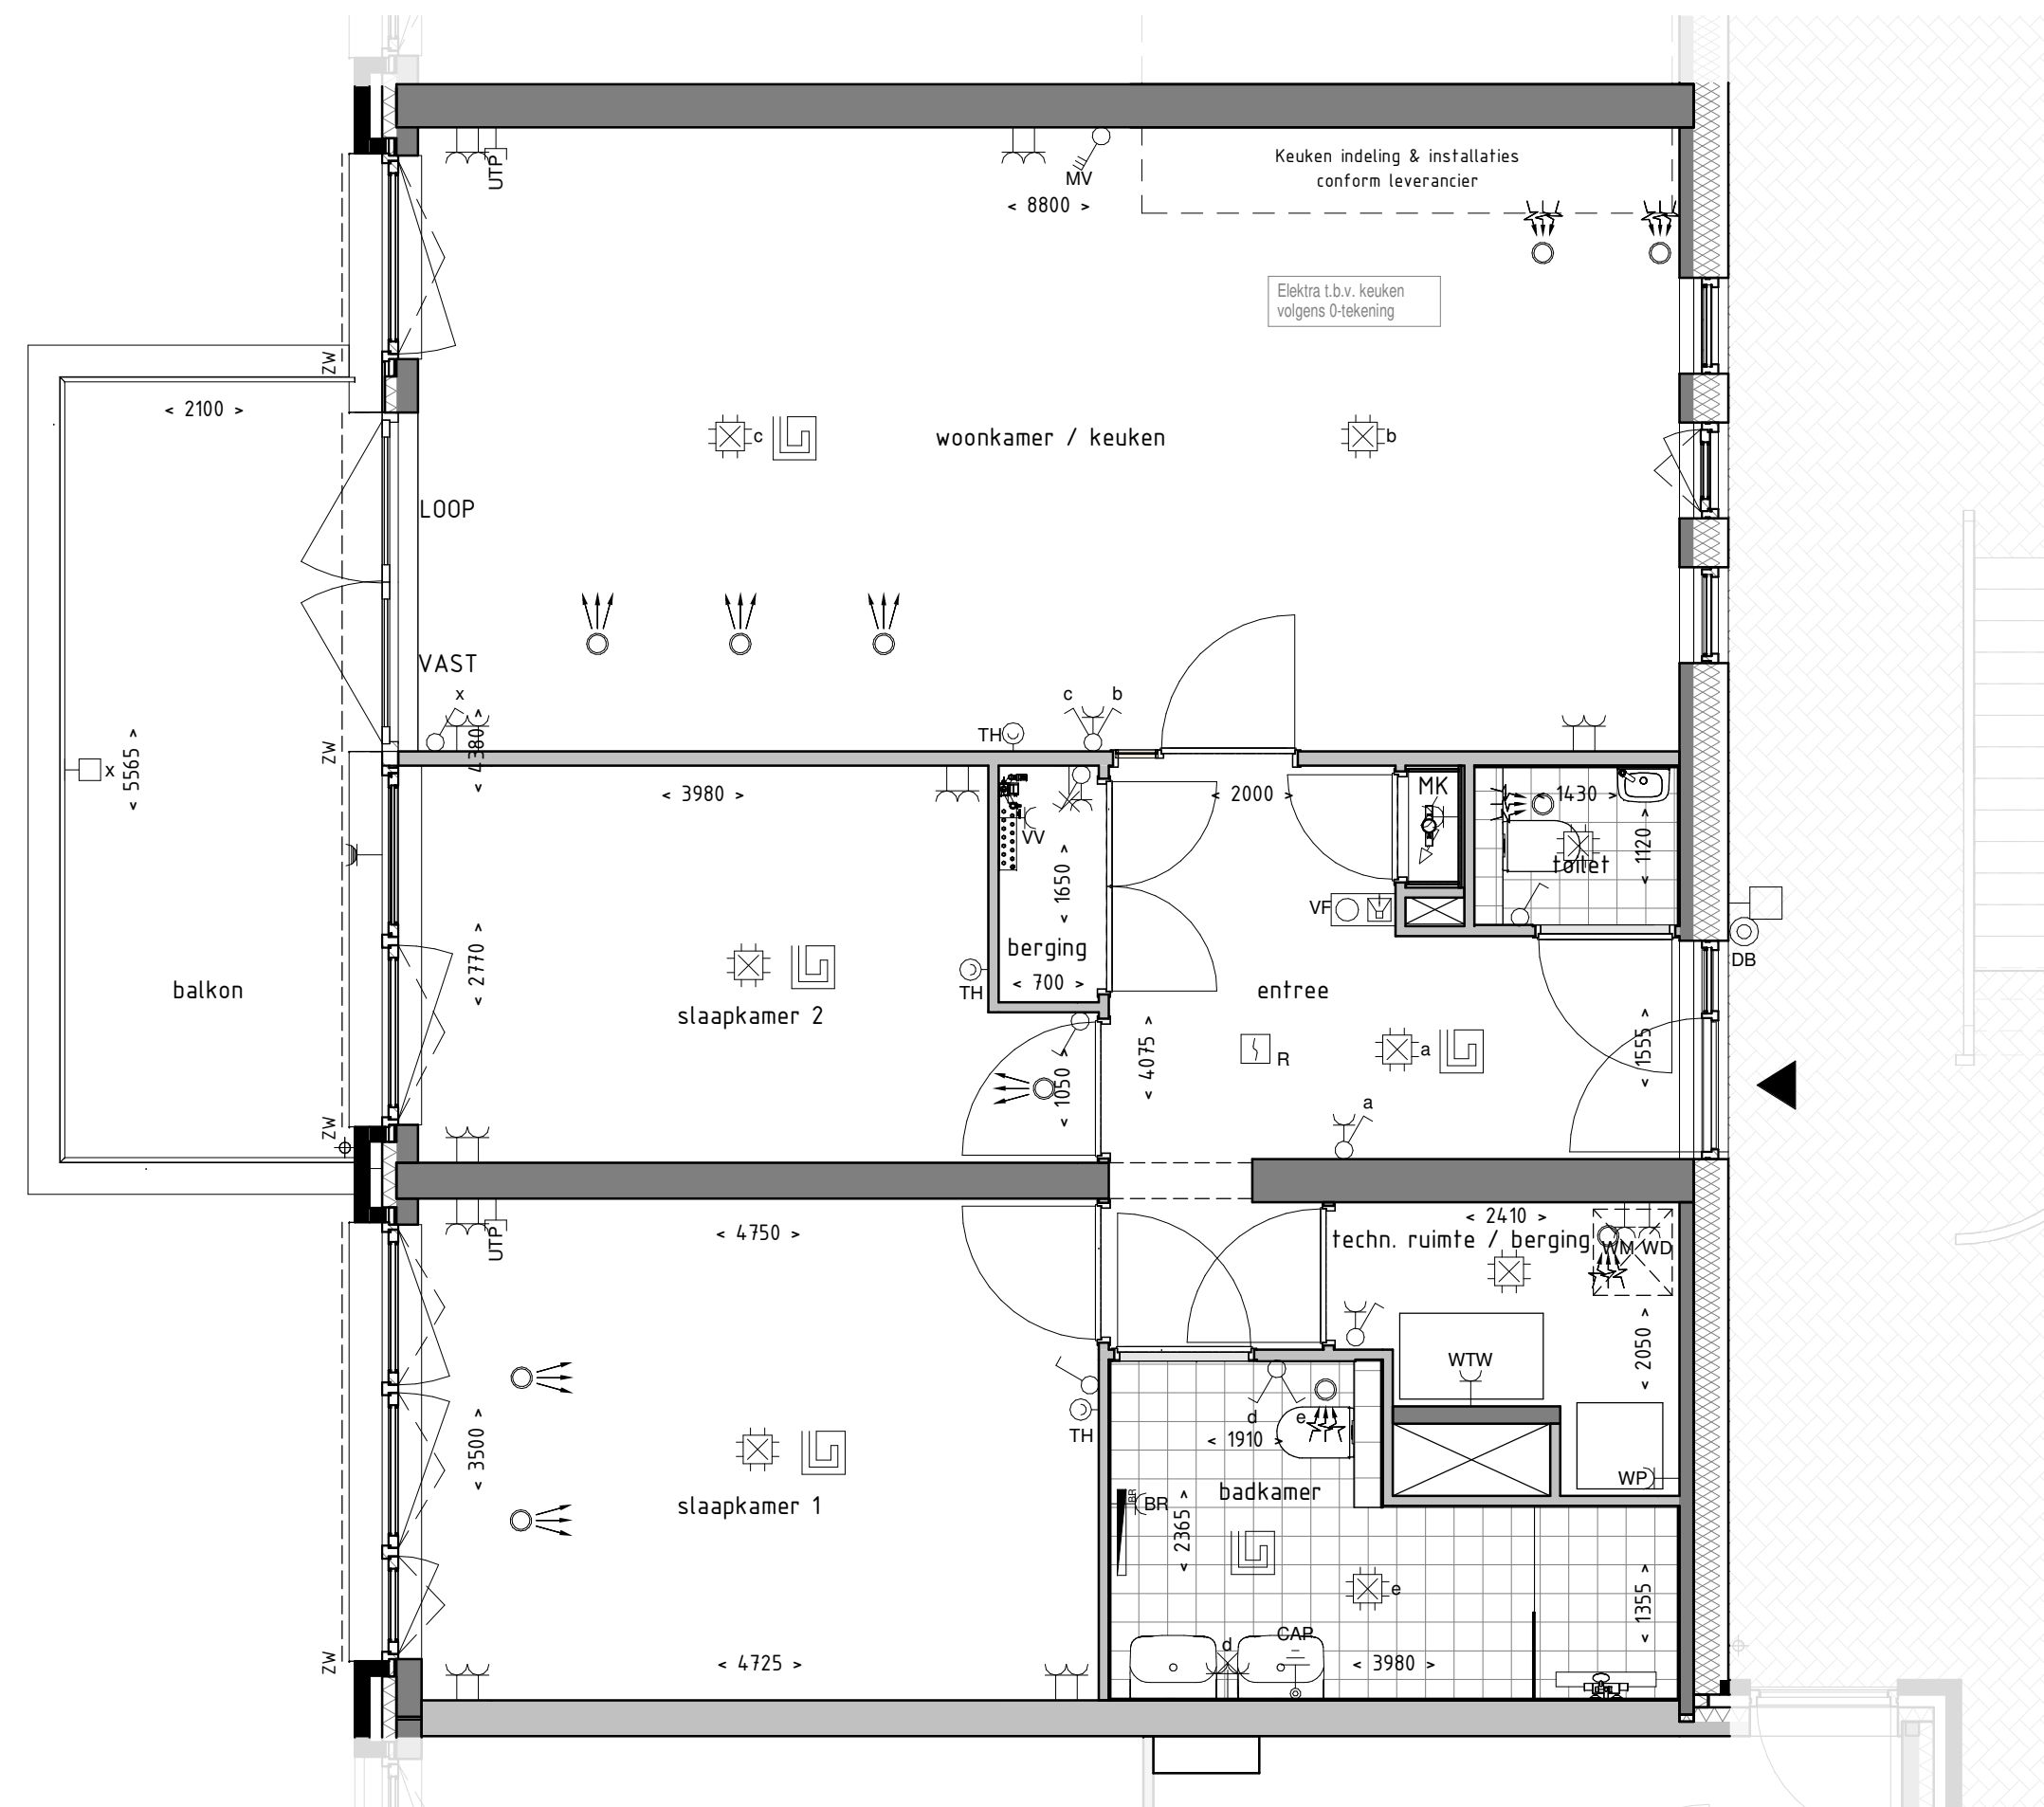 UTP
MV
Keuken indeling & installaties
conform leverancier
< 8800 >
Elektra t.b.v. keuken
volgens 0-tekening
ZW
< 2100 >
c
woonkamer / keuken
b
LOOP
VAST
x
c
b
TH
< 4380 >
ZW
< 5565 >
x
< 3980 >
< 2000 >
MK
< 1430 >
VV
< 1650 >
< 1120 >
toilet
VF
berging
< 700 >
DB
balkon
< 2770 >
TH
slaapkamer 2
entree
R
a
< 4075 >
< 1050 >
< 1555 >
a
ZW
UTP
< 4750 >
< 2410 >
techn. ruimte / berging
WM
WD
< 2050 >
WTW
d
e
TH
< 1910 >
< 3500 >
WP
badkamer
BR
BR
slaapkamer 1
< 2365 >
e
< 1355 >
d
CAP
ZW
< 4725 >
< 3980 >